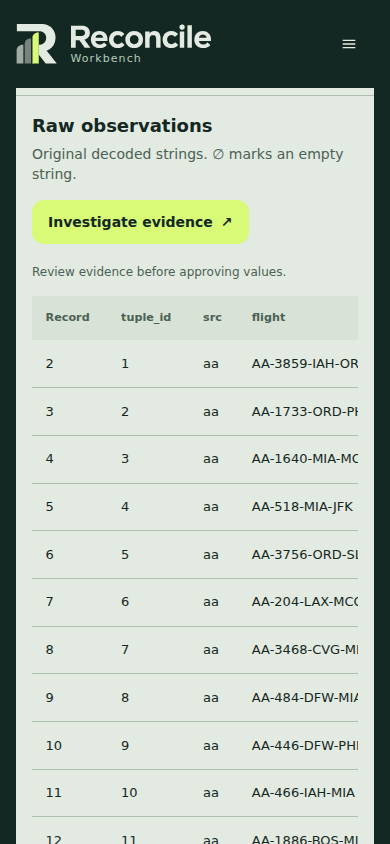 Reconcile
Workbench
Raw observations
Original decoded strings. ∅ marks an empty
string.
Investigate evidence ↗
Review evidence before approving values.
Record tuple_id src flight
2 1 aa AA-3859-IAH-OR
3 2 aa AA-1733-ORD-PH
4 3 aa AA-1640-MIA-MC
5 4 aa AA-518-MIA-JFK
6 5 aa AA-3756-ORD-SL
7 6 aa AA-204-LAX-MCO
8 7 aa AA-3468-CVG-MI
9 8 aa AA-484-DFW-MIA
10 9 aa AA-446-DFW-PHL
11 10 aa AA-466-IAH-MIA
12 11 aa AA-1886-BOS-MI